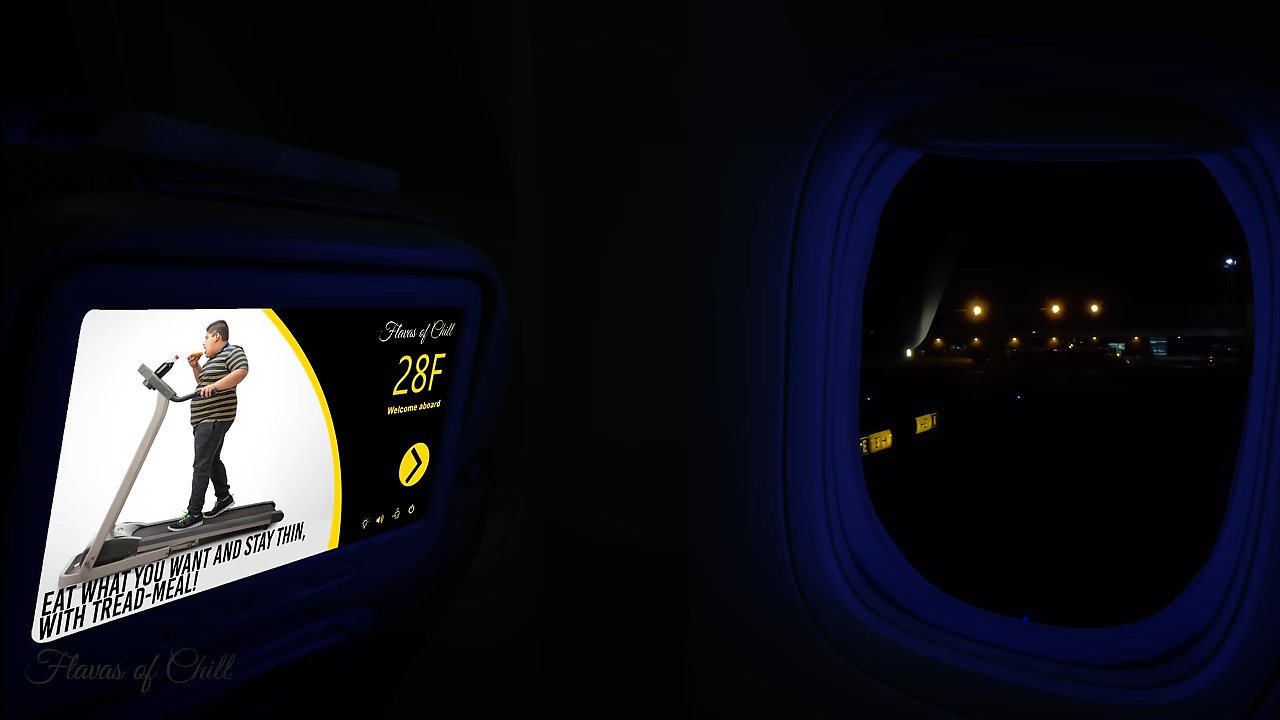 Flavas of Chill
28F
Welcome aboard
EAT WHAT YOU WANT AND STAY THIN,
WITH TREAD-MEAL!
Flavas of Chill